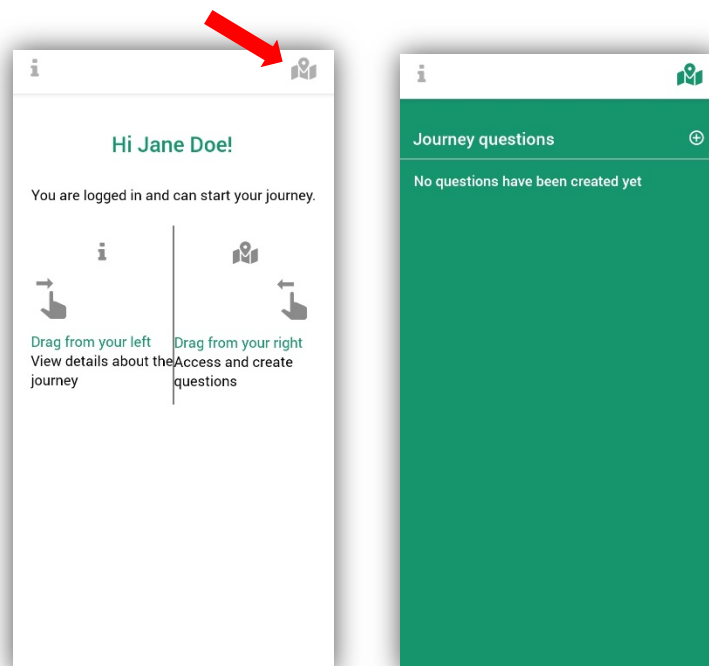 Hi Jane Doe!
You are logged in and can start your journey.
Drag from your left
View details about the
journey
Drag from your right
Access and create
questions
Journey questions
No questions have been created yet